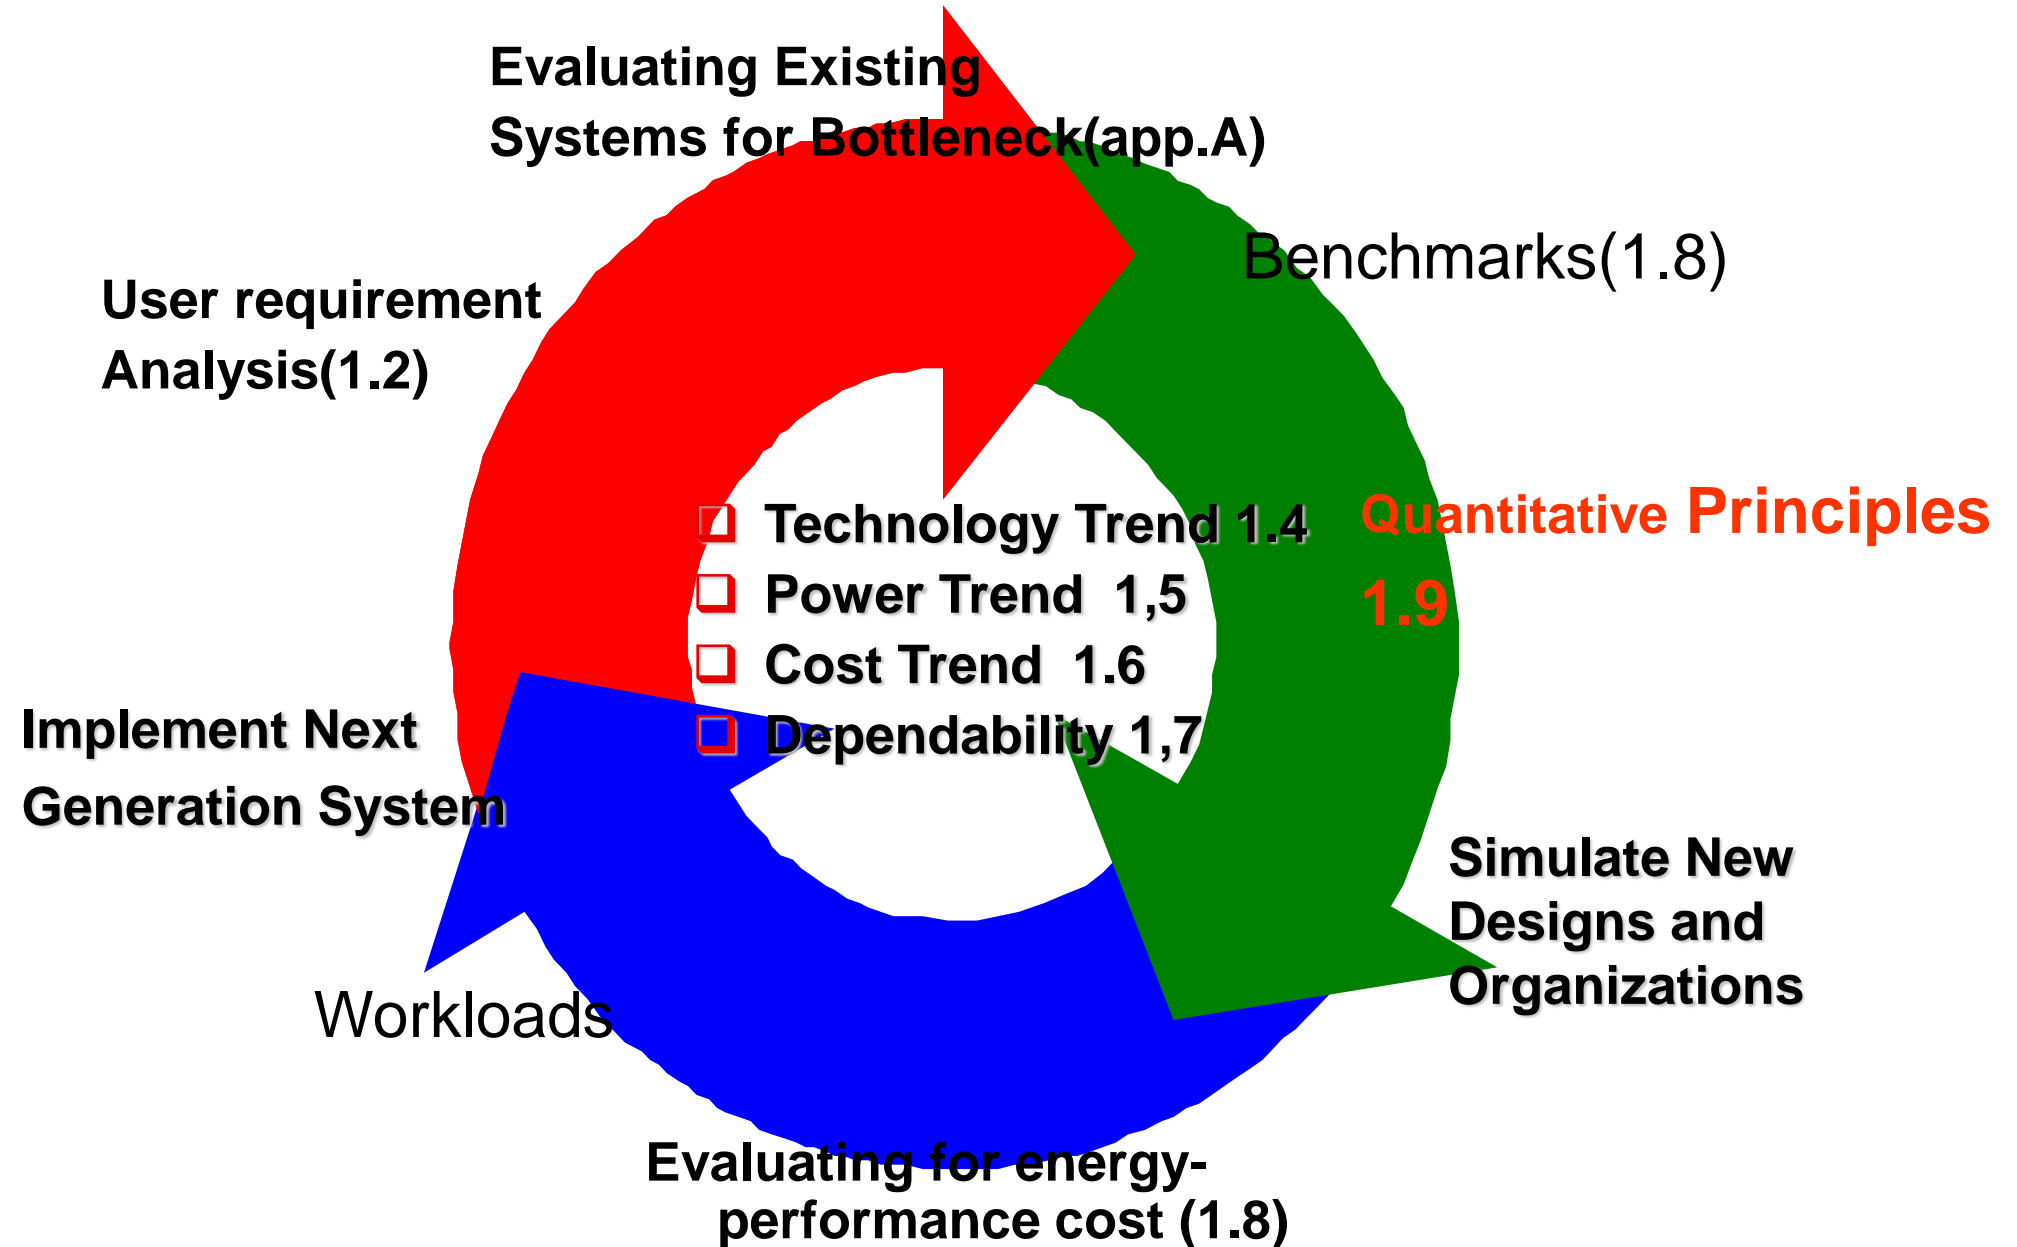 Evaluating Existing
Systems for Bottleneck(app.A)
Benchmarks(1.8)
User requirement
Analysis(1.2)
Technology Trend 1.4
Power Trend 1,5
Cost Trend 1.6
Dependability 1,7
Quantitative Principles
1.9
Implement Next
Generation System
Simulate New
Designs and
Organizations
Workloads
Evaluating for energy-
performance cost (1.8)